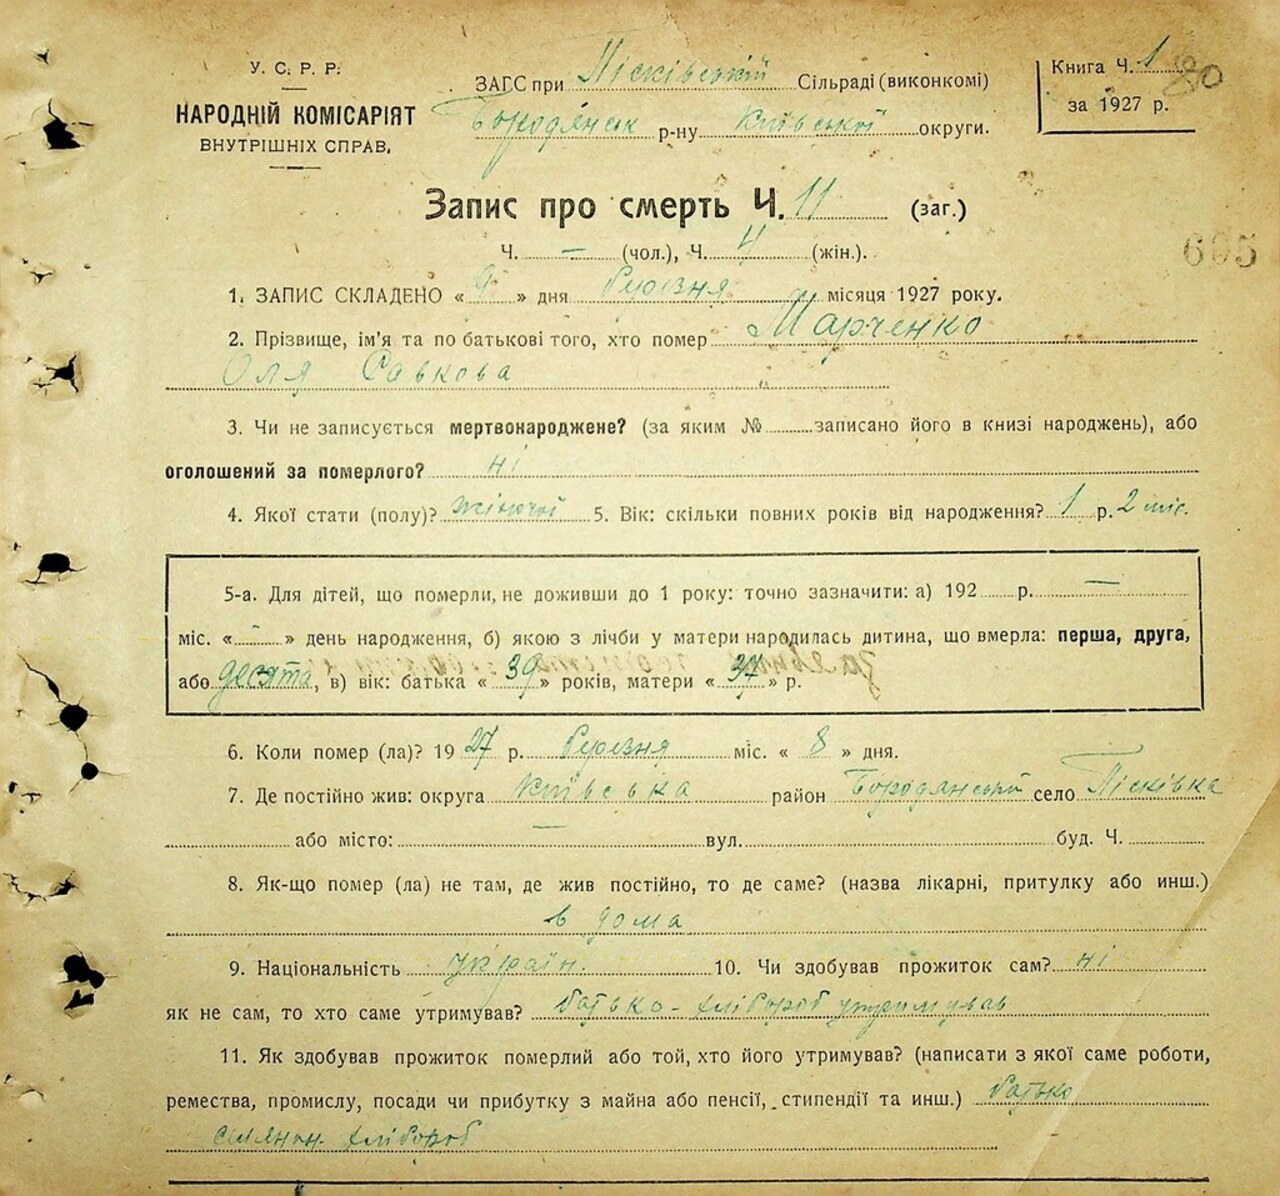 У. С. Р. Р.
НАРОДНІЙ КОМІСАРІЯТ
ВНУТРІШНІХ СПРАВ.
ЗАГС при Пісківській Сільраді (виконкомі)
Бородянськ р-ну Київської округи.
Книга Ч. 1
80
за 1927 р.
Запис про смерть Ч. 11 (заг.)
Ч. — (чол.), Ч. 4 (жін.).
605
1. ЗАПИС СКЛАДЕНО « 9 » дня березня місяця 1927 року.
2. Прізвище, ім'я та по батькові того, хто помер Марченко
Оля Савкова
3. Чи не записується мертвонароджене? (за яким № записано його в книзі народжень), або
оголошений за померлого? ні
4. Якої стати (полу)? жіночої 5. Вік: скільки повних років від народження? 1 р. 2 міс.
5-а. Для дітей, що померли, не доживши до 1 року: точно зазначити: а) 192 р. —
міс. « - » день народження, б) якою з лічби у матери народилась дитина, що вмерла: перша, друга,
або десята, в) вік: батька « 39 » років, матери « 37 » р.
6. Коли помер (ла)? 1927 р. березня міс. « 8 » дня.
7. Де постійно жив: округа Київська район Бородянський село Пісківка
або місто: — вул. буд. Ч.
8. Як-що помер (ла) не там, де жив постійно, то де саме? (назва лікарні, притулку або инш.)
в дома
9. Національність україн. 10. Чи здобував прожиток сам? ні
як не сам, то хто саме утримував? батько - хлібороб утримував
11. Як здобував прожиток померлий або той, хто його утримував? (написати з якої саме роботи,
ремества, промислу, посади чи прибутку з майна або пенсії, стипендії та инш.) батько
селянин хлібороб